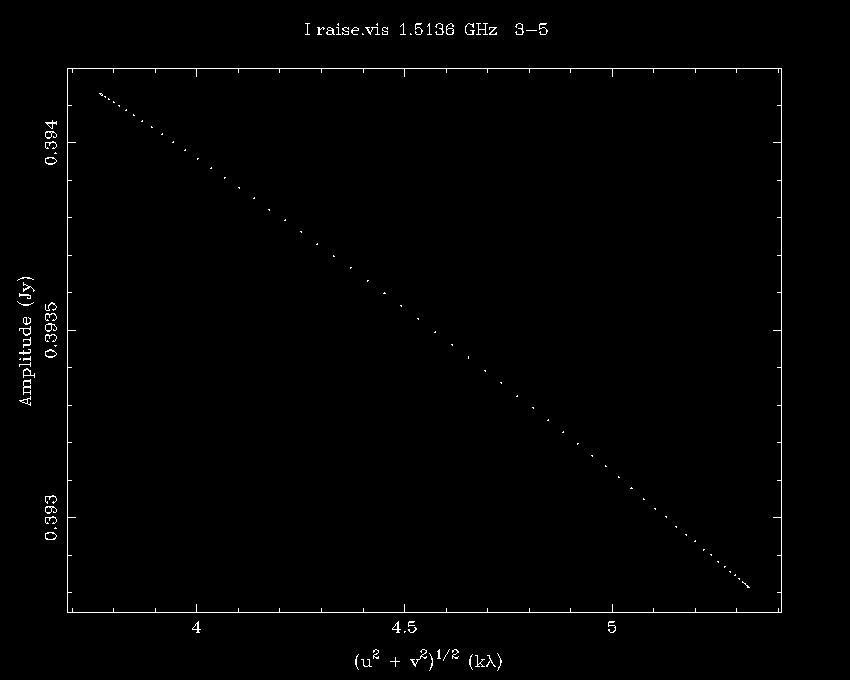 I raise.vis 1.5136 GHz 3−5
Amplitude (Jy)
0.394
0.3935
0.393
4 4.5 5
(u² + v²)^1/2 (kλ)